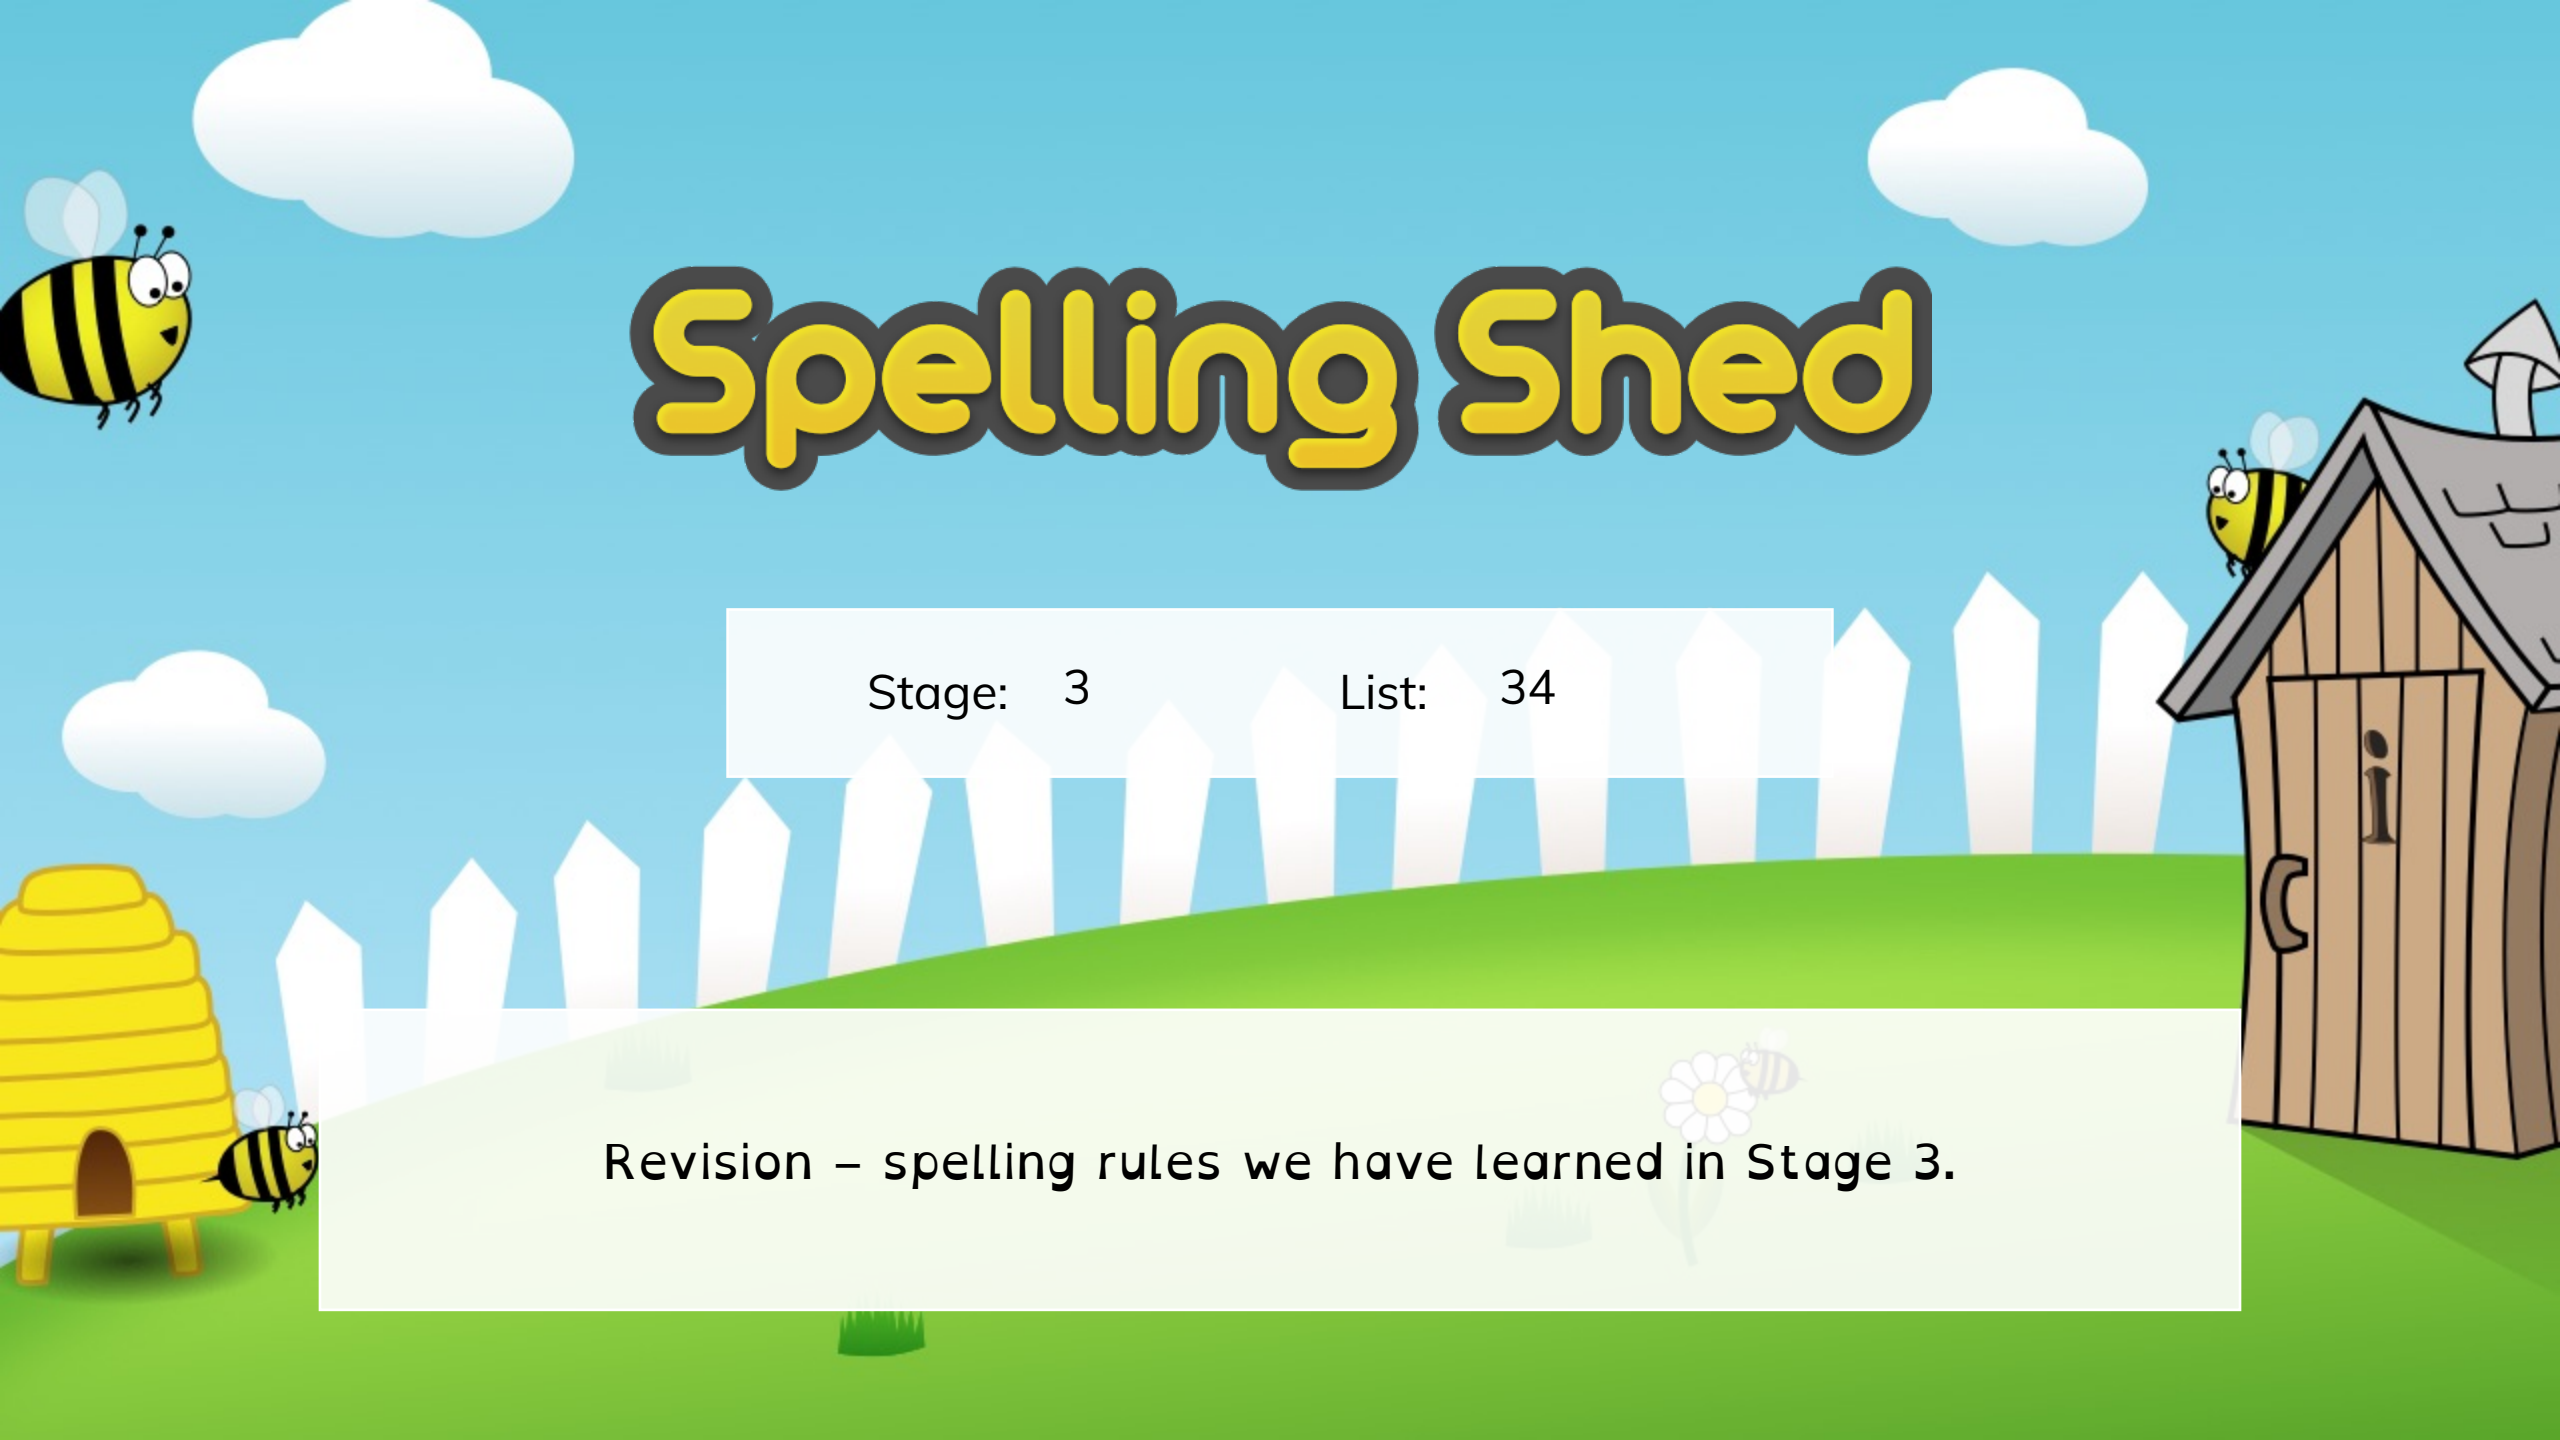 Spelling Shed
Stage: 3 List: 34
i
Revision – spelling rules we have learned in Stage 3.